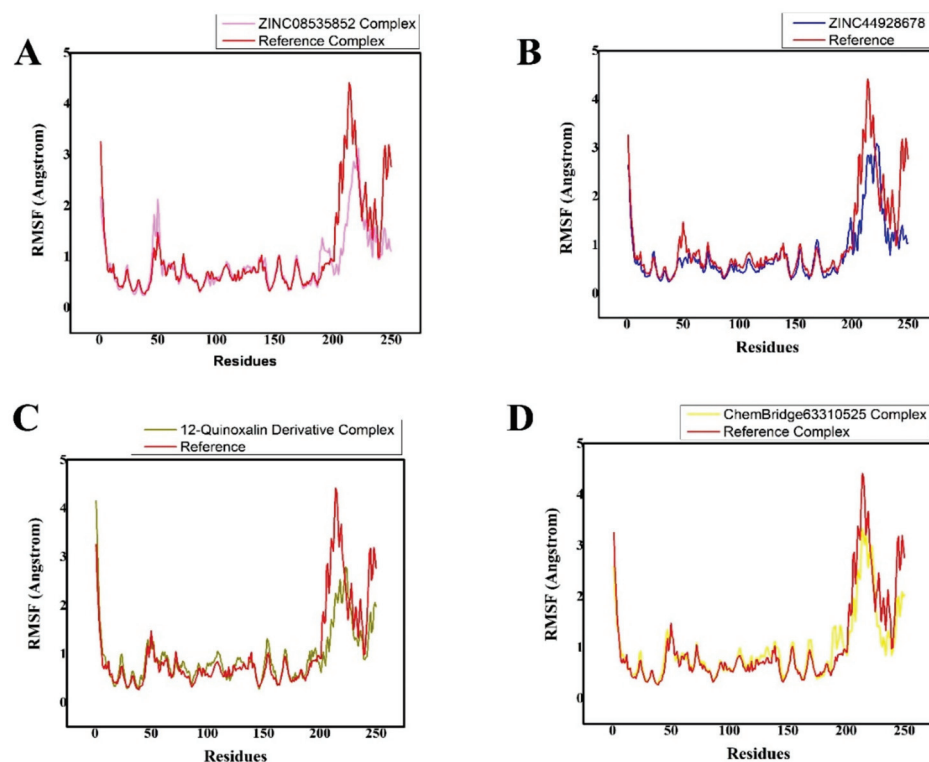 A
ZINC08535852 Complex
Reference Complex
RMSF (Angstrom)
5
4
3
2
1
0
0 50 100 150 200 250
Residues
B
ZINC44928678
Reference
RMSF (Angstrom)
5
4
3
2
1
0
0 50 100 150 200 250
Residues
C
12-Quinoxalin Derivative Complex
Reference
RMSF (Angstrom)
5
4
3
2
1
0
0 50 100 150 200 250
Residues
D
ChemBridge63310525 Complex
Reference Complex
RMSF (Angstrom)
5
4
3
2
1
0
0 50 100 150 200 250
Residues